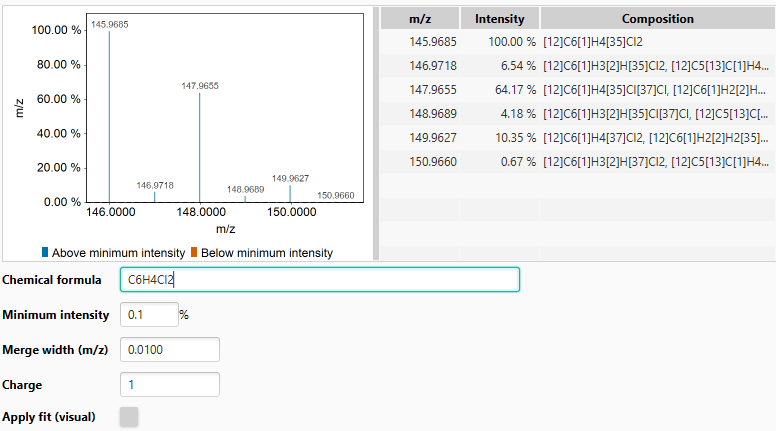 100.00 %
80.00 %
60.00 %
40.00 %
20.00 %
0.00 %
m/z
145.9685
146.9718
147.9655
148.9689
149.9627
150.9660
146.0000 148.0000 150.0000
m/z
Above minimum intensity Below minimum intensity
m/z Intensity Composition
145.9685 100.00 % [12]C6[1]H4[35]Cl2
146.9718 6.54 % [12]C6[1]H3[2]H[35]Cl2, [12]C5[13]C[1]H4...
147.9655 64.17 % [12]C6[1]H4[35]Cl[37]Cl, [12]C6[1]H2[2]H...
148.9689 4.18 % [12]C6[1]H3[2]H[35]Cl[37]Cl, [12]C5[13]C[...
149.9627 10.35 % [12]C6[1]H4[37]Cl2, [12]C6[1]H2[2]H2[35]...
150.9660 0.67 % [12]C6[1]H3[2]H[37]Cl2, [12]C5[13]C[1]H4...
Chemical formula C6H4Cl2
Minimum intensity 0.1 %
Merge width (m/z) 0.0100
Charge 1
Apply fit (visual)